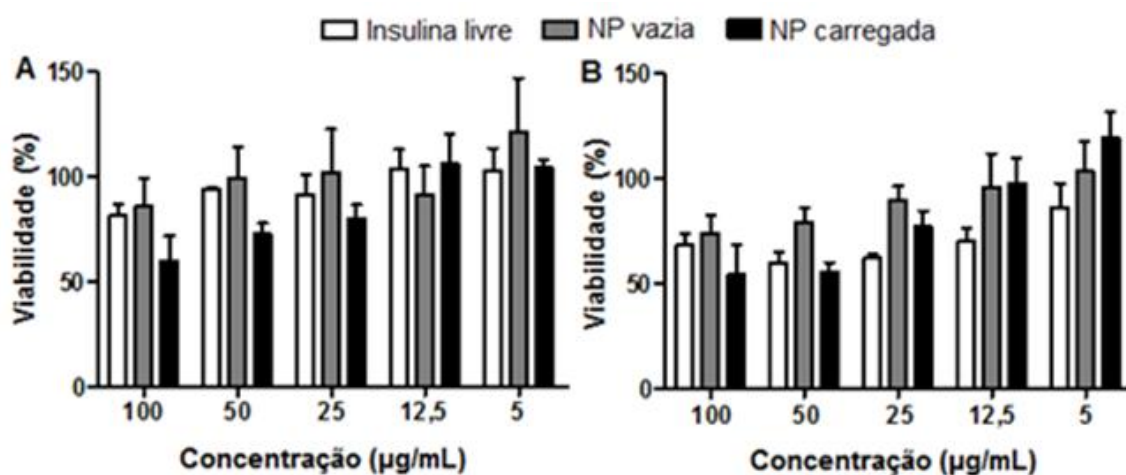 Insulina livre NP vazia NP carregada
A
150
100
50
0
Viabilidade (%)
100 50 25 12,5 5
Concentração (µg/mL)
B
150
100
50
0
Viabilidade (%)
100 50 25 12,5 5
Concentração (µg/mL)